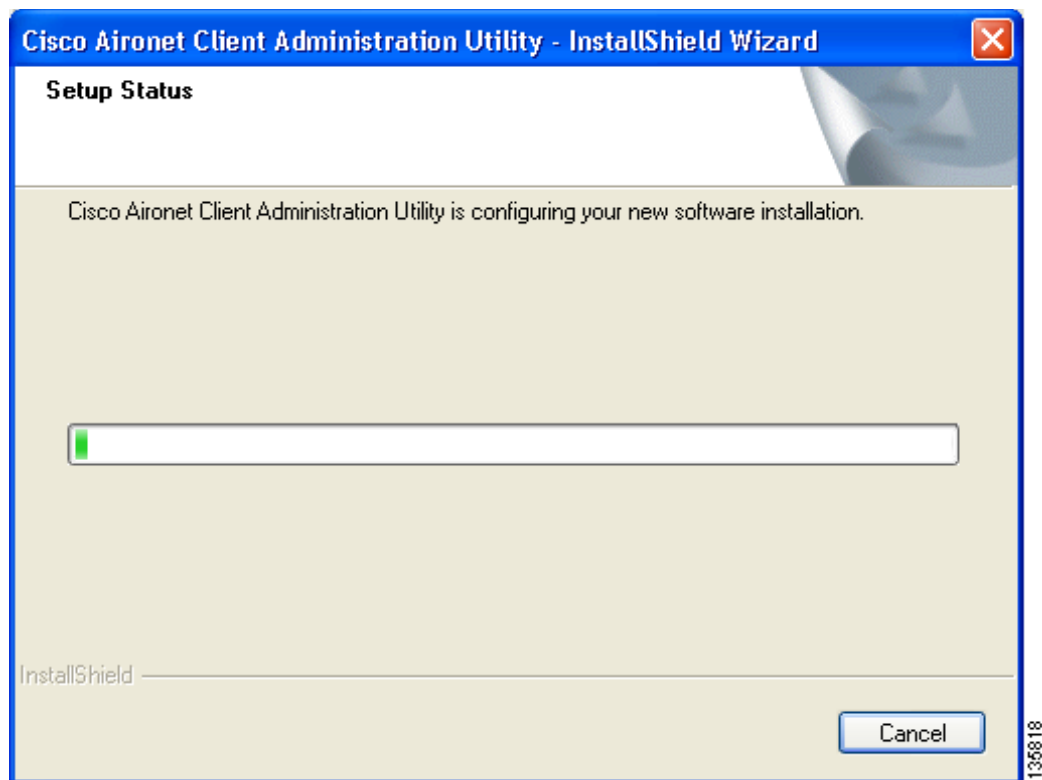 Cisco Aironet Client Administration Utility - InstallShield Wizard
Setup Status
Cisco Aironet Client Administration Utility is configuring your new software installation.
InstallShield
Cancel
135818